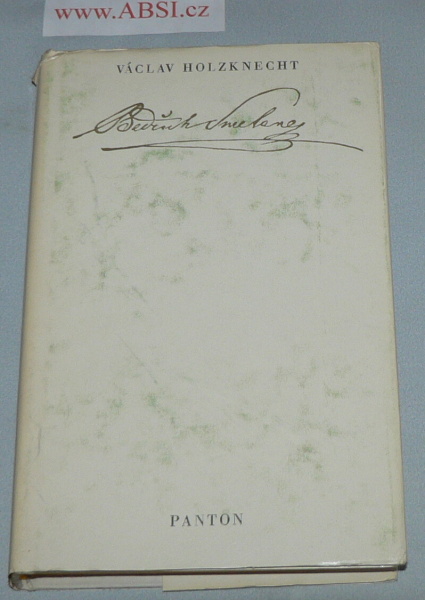 www.ABSI.cz
VÁCLAV HOLZKNECHT
Bedřich Smetana
PANTON